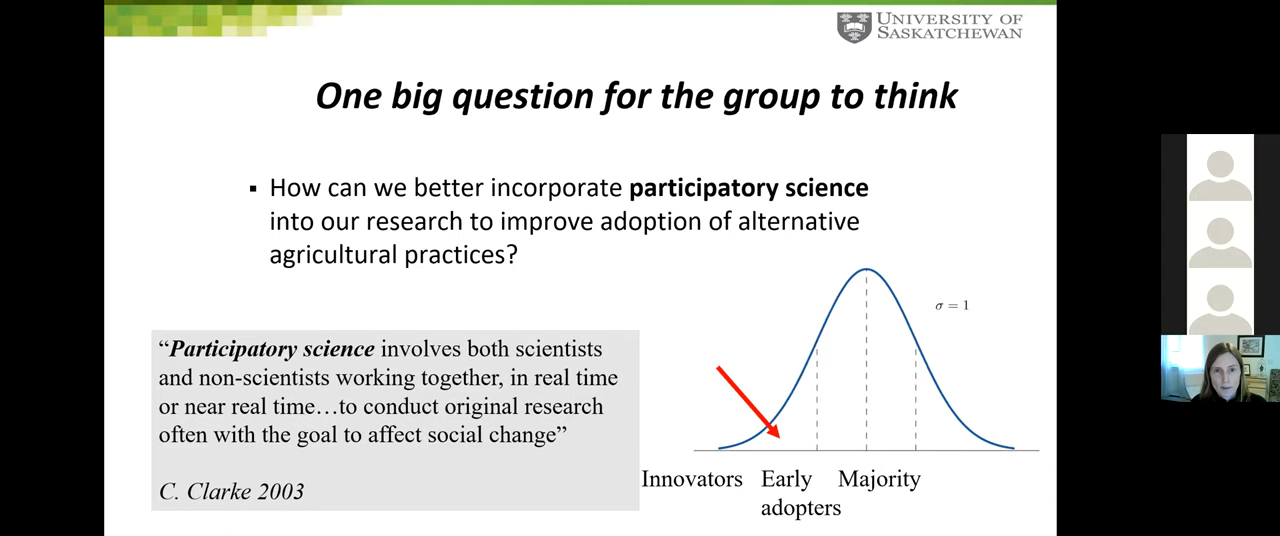 UNIVERSITY OF
SASKATCHEWAN
One big question for the group to think
▪ How can we better incorporate participatory science
into our research to improve adoption of alternative
agricultural practices?
σ = 1
“Participatory science involves both scientists
and non-scientists working together, in real time
or near real time…to conduct original research
often with the goal to affect social change”
C. Clarke 2003
Innovators Early Majority
adopters